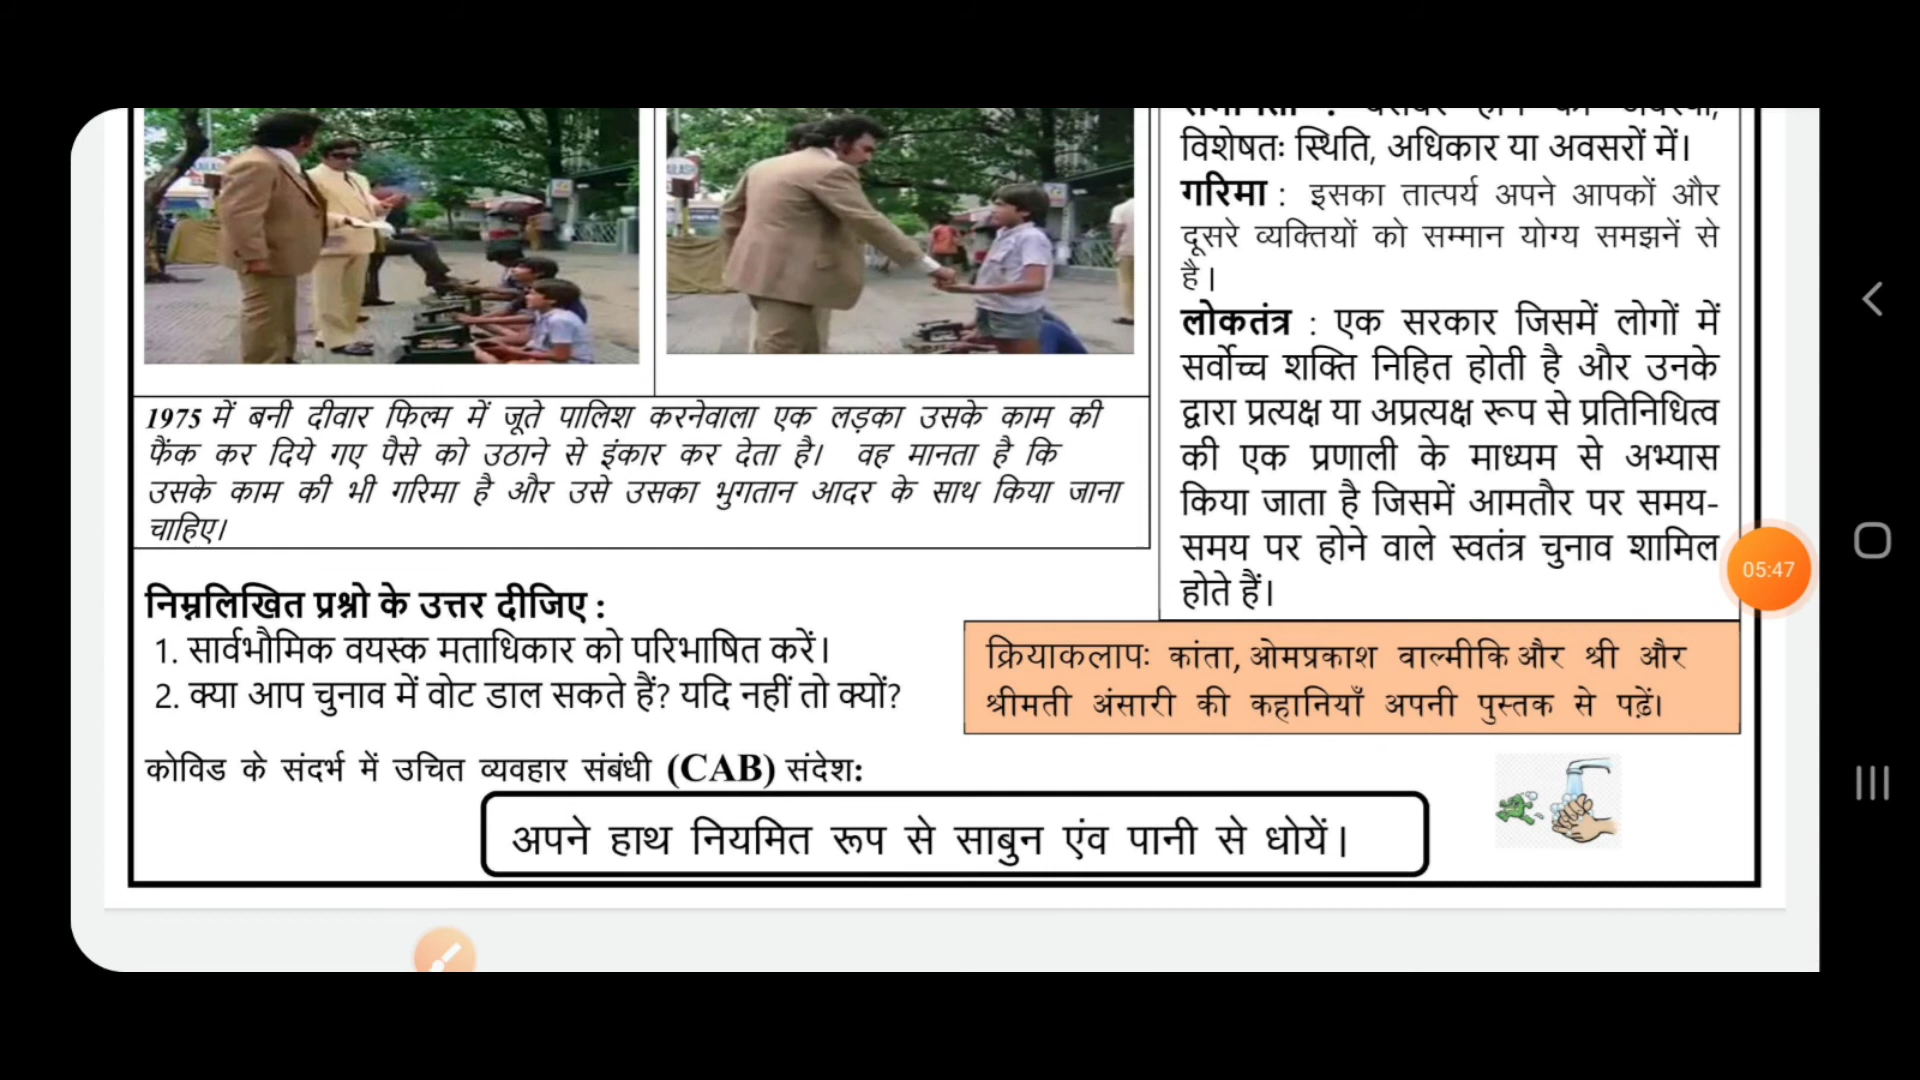 विशेषतः स्थिति, अधिकार या अवसरों में।
गरिमा : इसका तात्पर्य अपने आपकों और
दूसरे व्यक्तियों को सम्मान योग्य समझनें से
है।
लोकतंत्र : एक सरकार जिसमें लोगों में
सर्वोच्च शक्ति निहित होती है और उनके
द्वारा प्रत्यक्ष या अप्रत्यक्ष रूप से प्रतिनिधित्व
की एक प्रणाली के माध्यम से अभ्यास
किया जाता है जिसमें आमतौर पर समय-
समय पर होने वाले स्वतंत्र चुनाव शामिल
होते हैं।
1975 में बनी दीवार फिल्म में जूते पालिश करनेवाला एक लड़का उसके काम की
फैंक कर दिये गए पैसे को उठाने से इंकार कर देता है। वह मानता है कि
उसके काम की भी गरिमा है और उसे उसका भुगतान आदर के साथ किया जाना
चाहिए।
निम्नलिखित प्रश्नो के उत्तर दीजिए :
1. सार्वभौमिक वयस्क मताधिकार को परिभाषित करें।
2. क्या आप चुनाव में वोट डाल सकते हैं? यदि नहीं तो क्यों?
क्रियाकलापः कांता, ओमप्रकाश वाल्मीकि और श्री और
श्रीमती अंसारी की कहानियाँ अपनी पुस्तक से पढ़ें।
कोविड के संदर्भ में उचित व्यवहार संबंधी (CAB) संदेश:
अपने हाथ नियमित रूप से साबुन एंव पानी से धोयें।
05:47